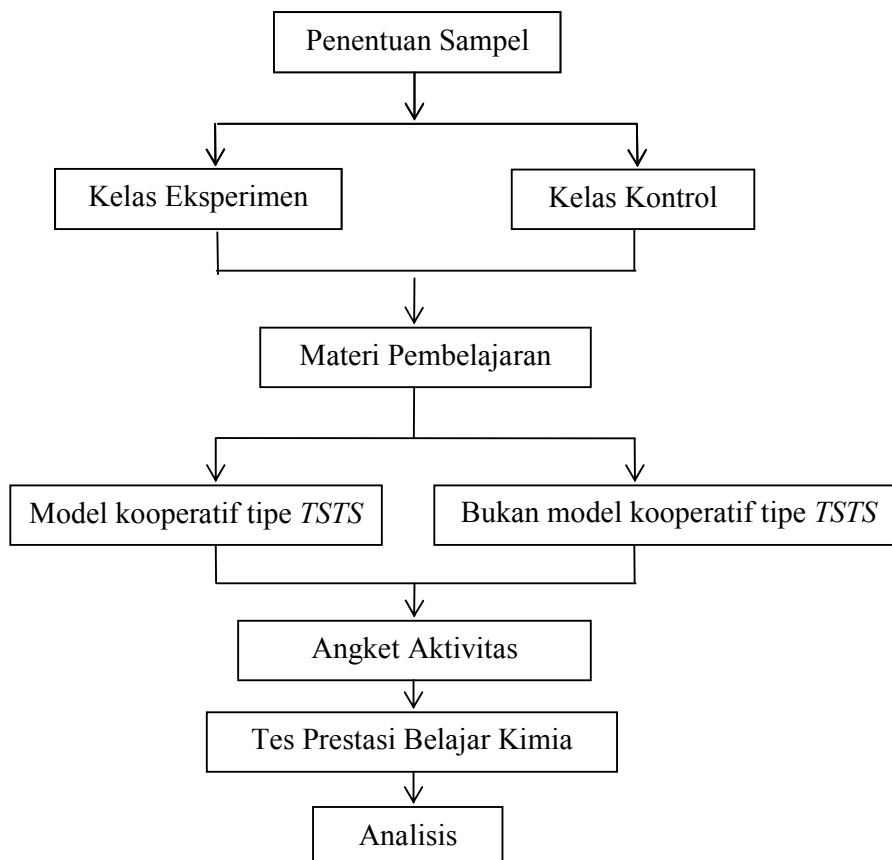 Penentuan Sampel
Kelas Eksperimen
Kelas Kontrol
Materi Pembelajaran
Model kooperatif tipe TSTS
Bukan model kooperatif tipe TSTS
Angket Aktivitas
Tes Prestasi Belajar Kimia
Analisis